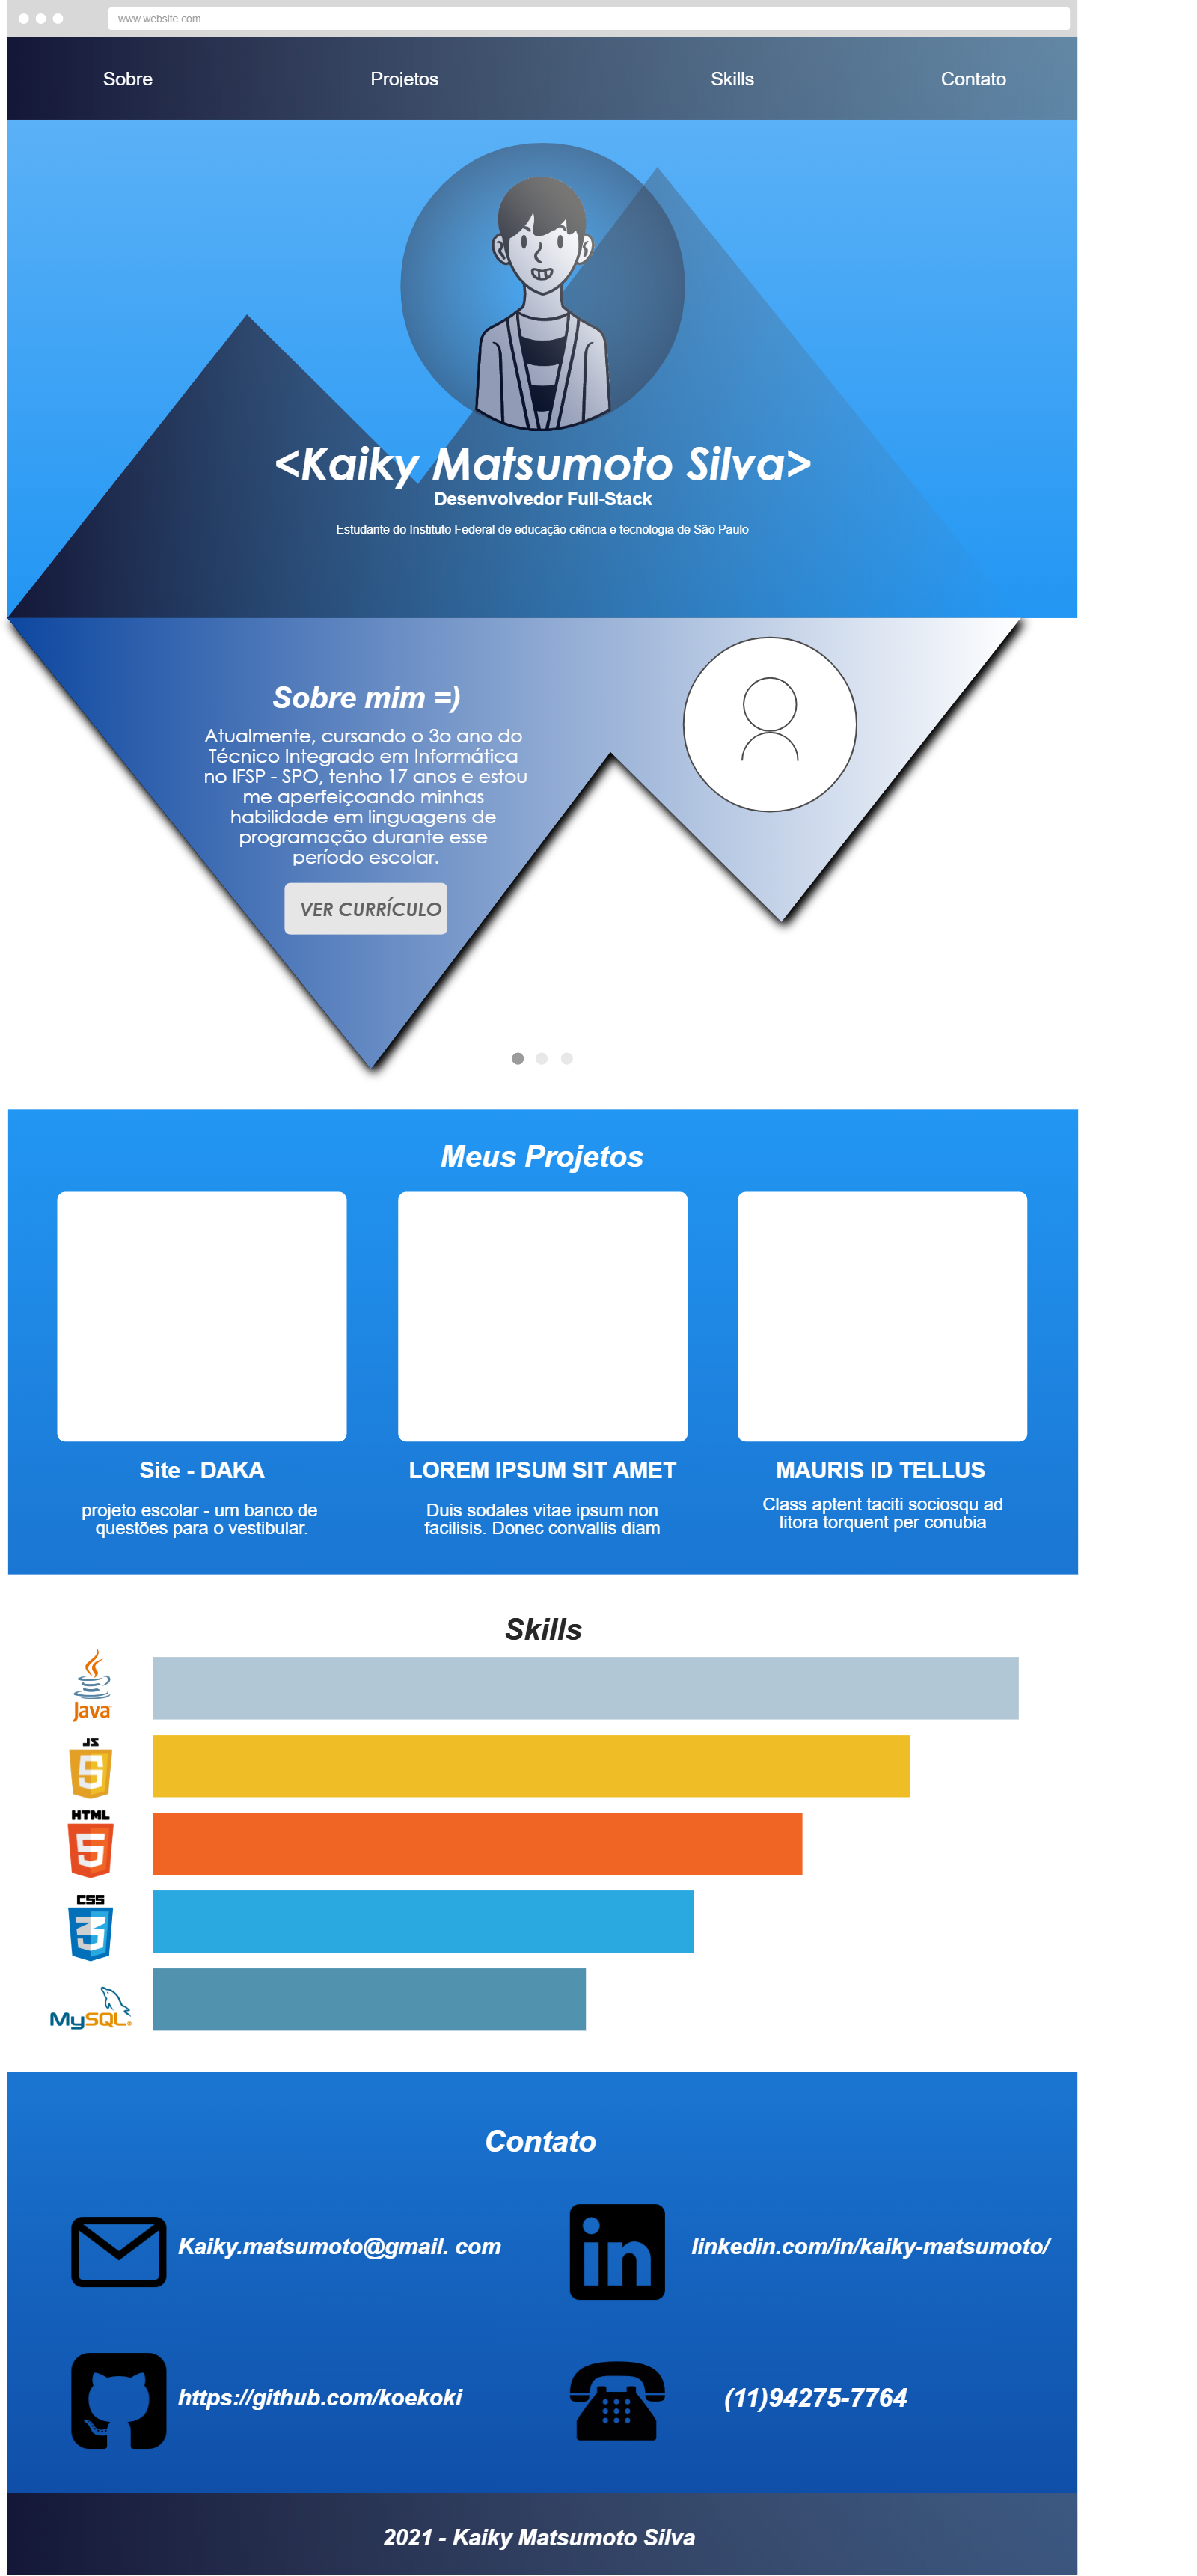 www.website.com
Sobre
Projetos
Skills
Contato
<Kaiky Matsumoto Silva>
Desenvolvedor Full-Stack
Estudante do Instituto Federal de educação ciência e tecnologia de São Paulo
Sobre mim =)
Atualmente, cursando o 3o ano do
Técnico Integrado em Informática
no IFSP - SPO, tenho 17 anos e estou
me aperfeiçoando minhas
habilidade em linguagens de
programação durante esse
período escolar.
VER CURRÍCULO
Meus Projetos
Site - DAKA
projeto escolar - um banco de
questões para o vestibular.
LOREM IPSUM SIT AMET
Duis sodales vitae ipsum non
facilisis. Donec convallis diam
MAURIS ID TELLUS
Class aptent taciti sociosqu ad
litora torquent per conubia
Skills
Java
JS
5
HTML
5
CSS
3
MySQL®
Contato
Kaiky.matsumoto@gmail. com
in
linkedin.com/in/kaiky-matsumoto/
https://github.com/koekoki
(11)94275-7764
2021 - Kaiky Matsumoto Silva